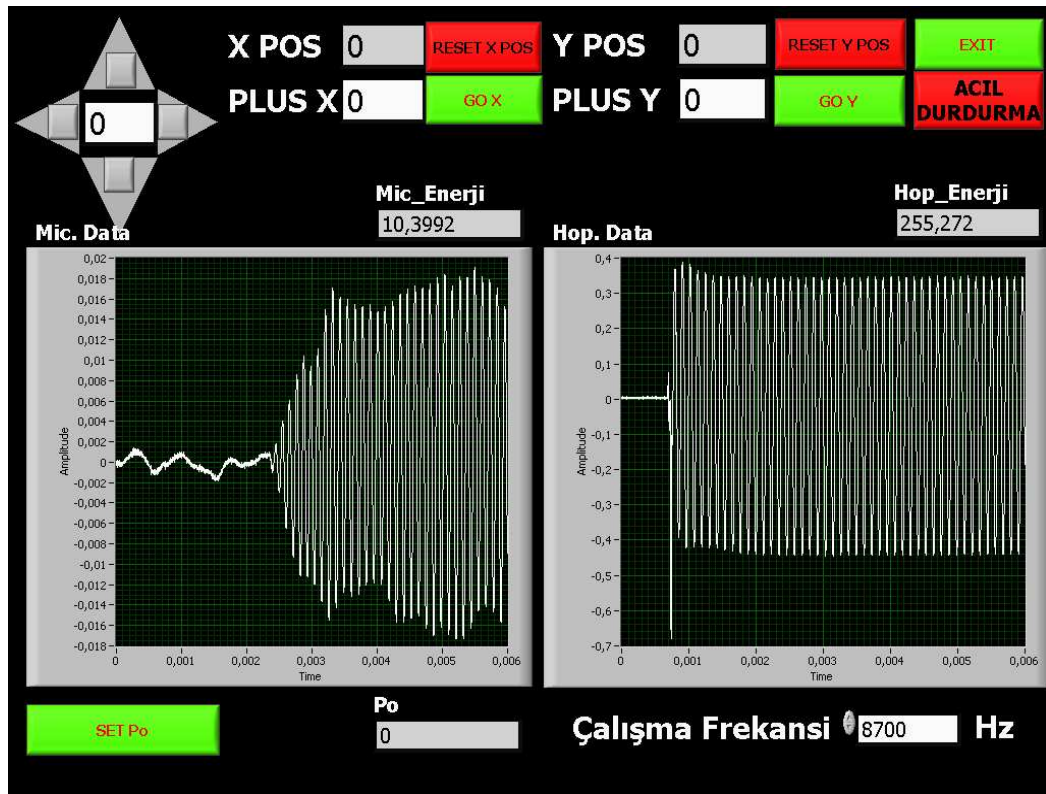 X POS 0 RESET X POS Y POS 0 RESET Y POS EXIT
0 PLUS X 0 GO X PLUS Y 0 GO Y ACIL DURDURMA
Mic_Enerji
10,3992
Hop_Enerji
255,272
Mic. Data
0,02
0,018
0,016
0,014
0,012
0,01
0,008
0,006
0,004
0,002
0
-0,002
-0,004
-0,006
-0,008
-0,01
-0,012
-0,014
-0,016
-0,018
Amplitude
0 0,001 0,002 0,003 0,004 0,005 0,006
Time
Hop. Data
0,4
0,3
0,2
0,1
0
-0,1
-0,2
-0,3
-0,4
-0,5
-0,6
-0,7
Amplitude
0 0,001 0,002 0,003 0,004 0,005 0,006
Time
SET Po
Po
0
Çalışma Frekansi 8700 Hz